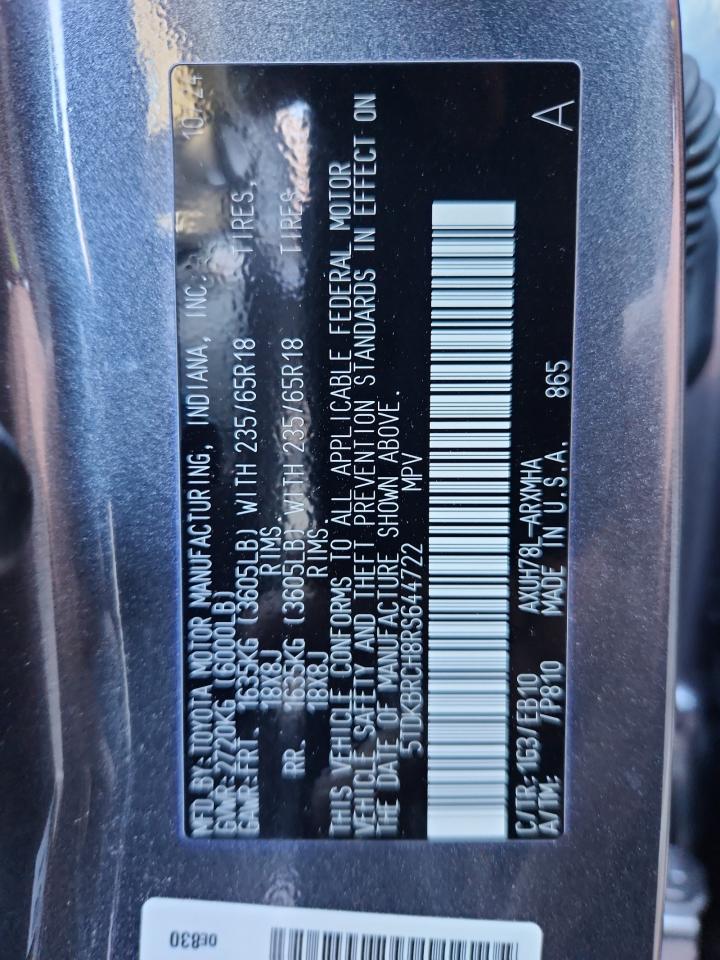 MFD. BY: TOYOTA MOTOR MANUFACTURING, INDIANA, INC. 10/24
GVWR: 2720KG (6000LB)
GAWR: FRT. 1635KG (3605LB) WITH 235/65R18 TIRES,
18X8J RIMS,
RR. 1635KG (3605LB) WITH 235/65R18 TIRES,
18X8J RIMS.
THIS VEHICLE CONFORMS TO ALL APPLICABLE FEDERAL MOTOR
VEHICLE SAFETY AND THEFT PREVENTION STANDARDS IN EFFECT ON
THE DATE OF MANUFACTURE SHOWN ABOVE.
5TDKBRCH8RS644722 MPV
C/TR: 1G3/EB10 AXUH78L-ARXMHA
A/TM: /P810 MADE IN U.S.A. 865 A
DE830